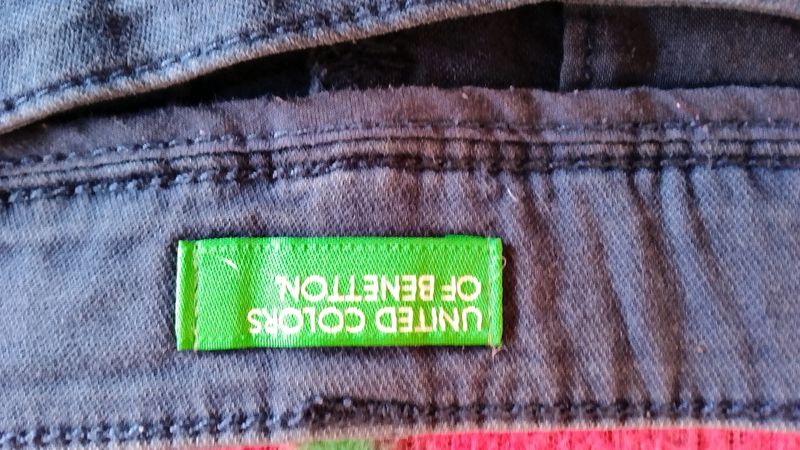 UNITED COLORS
OF BENETTON.